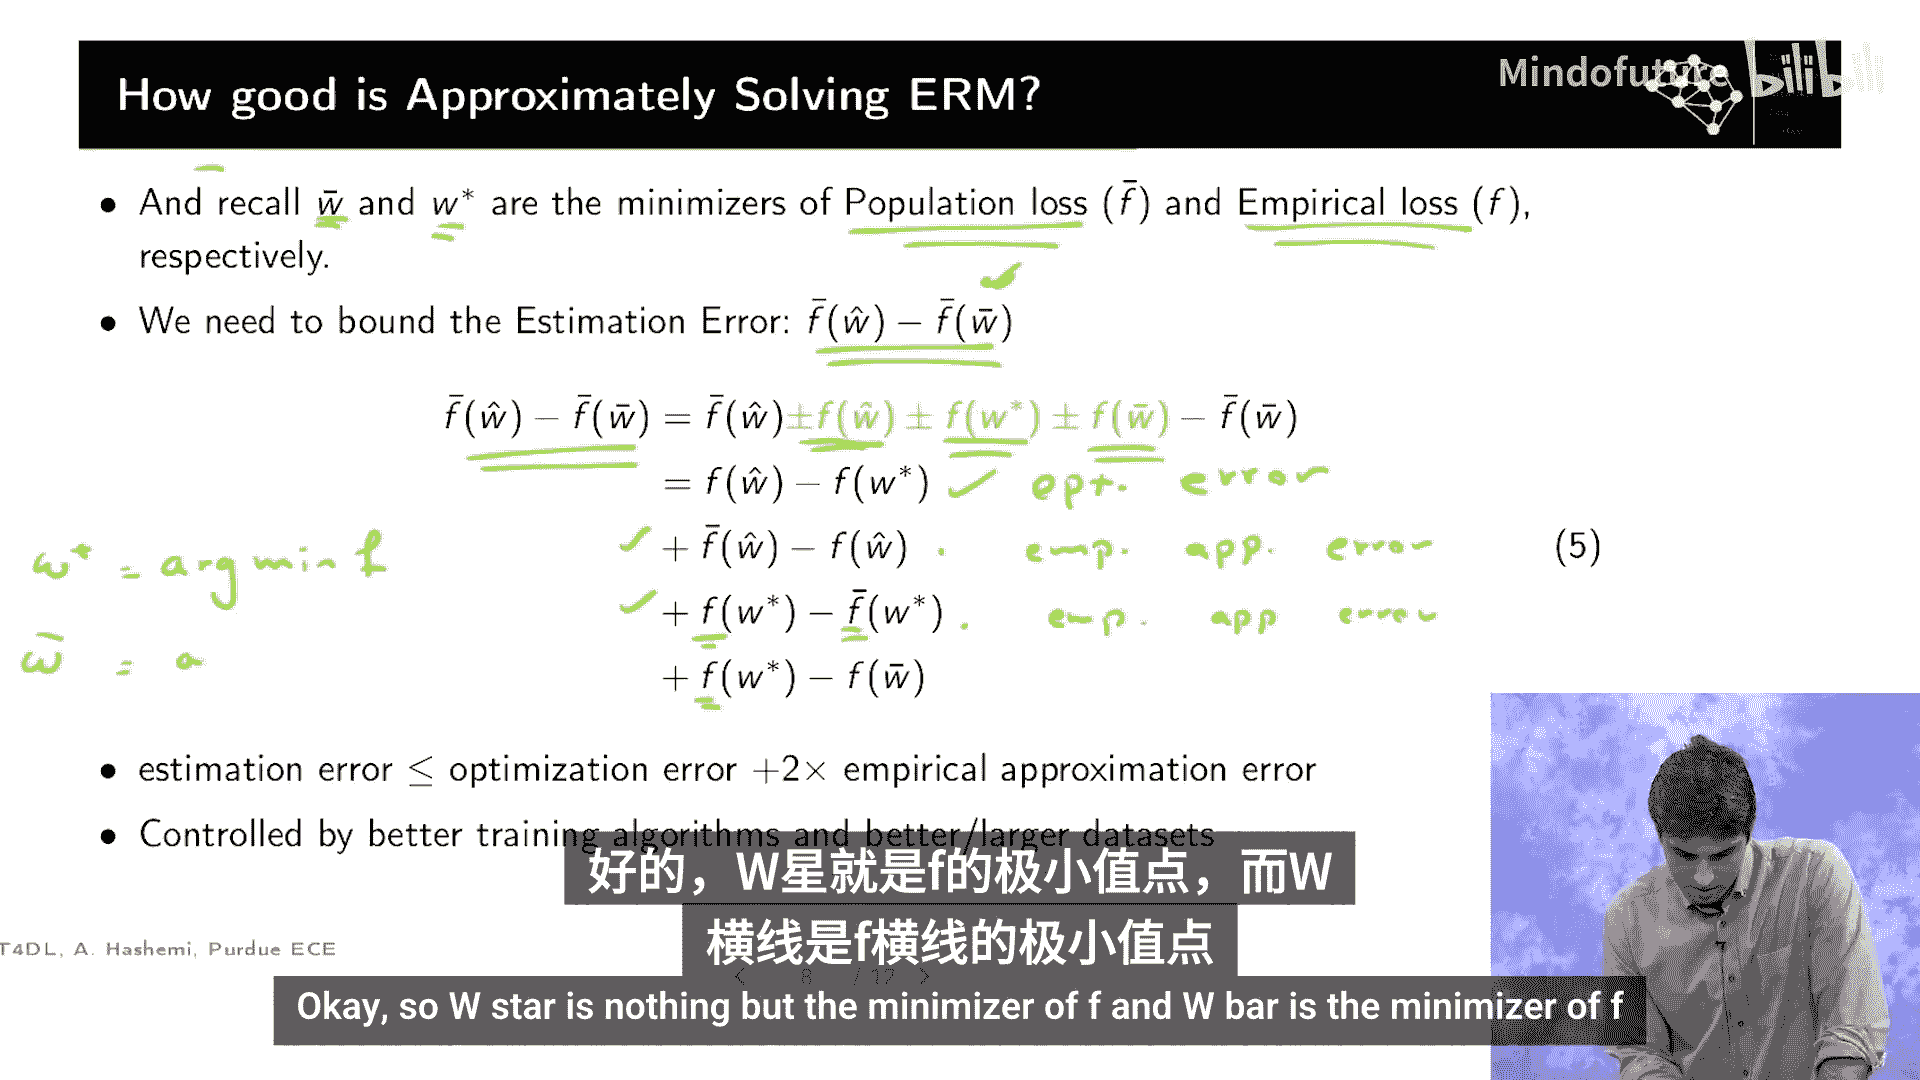 How good is Approximately Solving ERM?
Mindofuture
bilibili
• And recall w̄ and w* are the minimizers of Population loss (f̄) and Empirical loss (f),
respectively.
• We need to bound the Estimation Error: f̄(ŵ) − f̄(w̄)
f̄(ŵ) − f̄(w̄) = f̄(ŵ)±f(ŵ) ± f(w*) ± f(w̄) − f̄(w̄)
= f(ŵ) − f(w*) ✓ opt. error
✓ + f̄(ŵ) − f(ŵ) . emp. app. error
(5)
w* = argmin f
✓ + f(w*) − f̄(w*) . emp. app error
w̄ = a
+ f(w*) − f(w̄)
• estimation error ≤ optimization error +2× empirical approximation error
• Controlled by better training algorithms and better/larger datasets
好的，W星就是f的极小值点，而W
横线是f横线的极小值点
T4DL, A. Hashemi, Purdue ECE
< 8 / 12 >
Okay, so W star is nothing but the minimizer of f and W bar is the minimizer of f